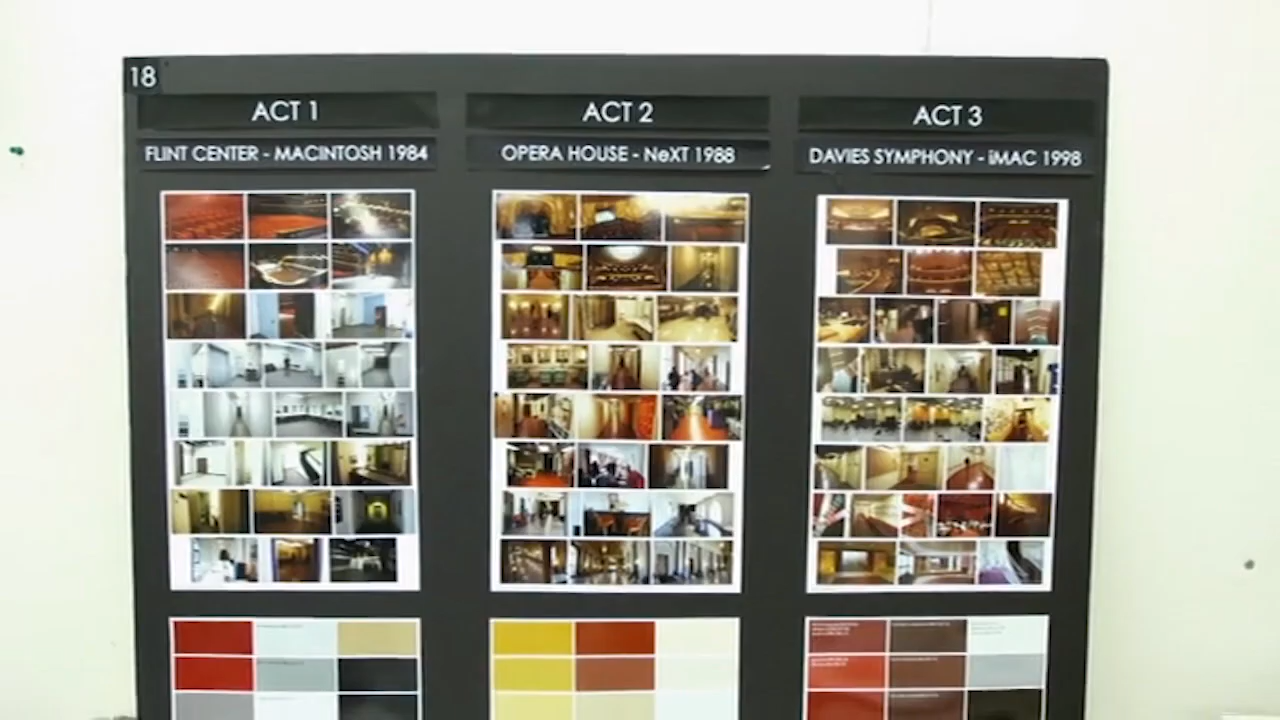 18
ACT 1
FLINT CENTER - MACINTOSH 1984
ACT 2
OPERA HOUSE - NeXT 1988
ACT 3
DAVIES SYMPHONY - iMAC 1998